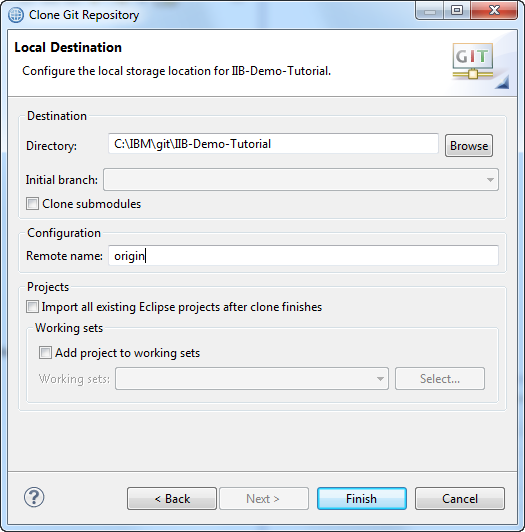 Clone Git Repository
Local Destination
Configure the local storage location for IIB-Demo-Tutorial.
GIT
Destination
Directory: C:\IBM\git\IIB-Demo-Tutorial Browse
Initial branch:
Clone submodules
Configuration
Remote name: origin
Projects
Import all existing Eclipse projects after clone finishes
Working sets
Add project to working sets
Working sets: Select...
? < Back Next > Finish Cancel